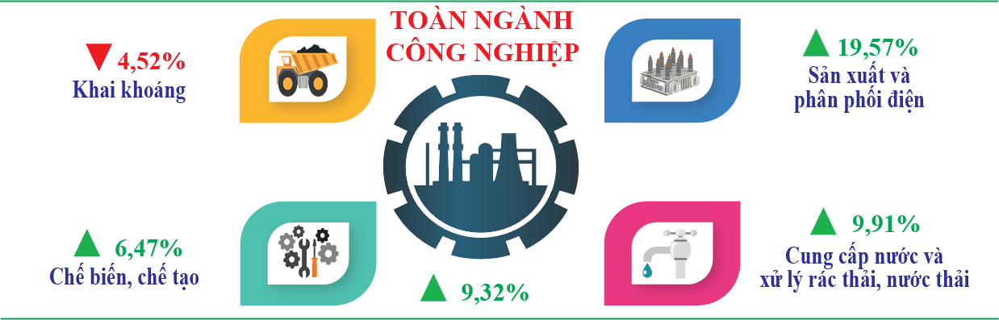 TOÀN NGÀNH
CÔNG NGHIỆP
▼ 4,52%
Khai khoáng
▲ 19,57%
Sản xuất và
phân phối điện
▲ 6,47%
Chế biến, chế tạo
▲ 9,32%
▲ 9,91%
Cung cấp nước và
xử lý rác thải, nước thải